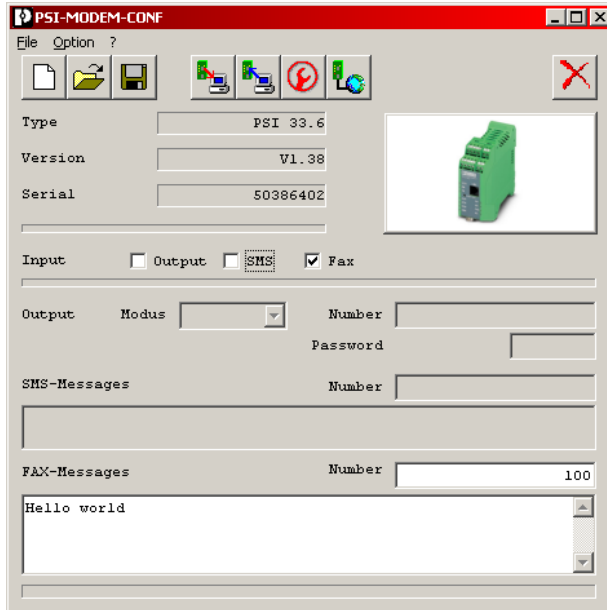 PSI-MODEM-CONF
File Option ?
Type PSI 33.6
Version V1.38
Serial 50386402
Input Output SMS Fax
Output Modus Number
Password
SMS-Messages Number
FAX-Messages Number 100
Hello world